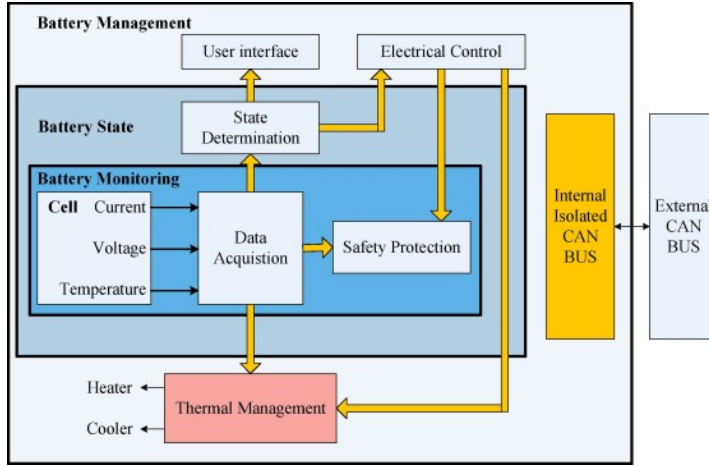 Battery Management
User interface
Electrical Control
Battery State
State
Determination
Battery Monitoring
Cell Current
Voltage
Temperature
Data
Acquistion
Safety Protection
Internal
Isolated
CAN
BUS
External
CAN
BUS
Heater
Cooler
Thermal Management